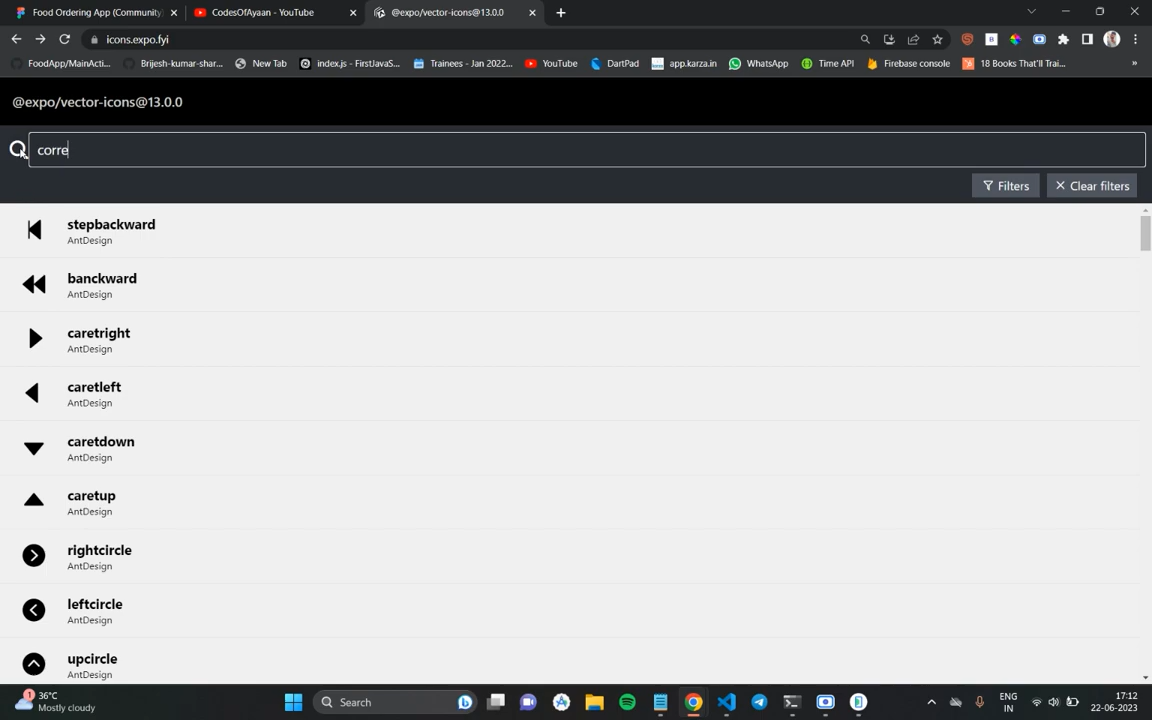 Food Ordering App (Community)
CodesOfAyaan - YouTube
@expo/vector-icons@13.0.0
icons.expo.fyi
FoodApp/MainActi...
Brijesh-kumar-shar...
New Tab
index.js - FirstJavaS...
Trainees - Jan 2022...
YouTube
DartPad
app.karza.in
WhatsApp
Time API
Firebase console
18 Books That'll Trai...
»
@expo/vector-icons@13.0.0
corre
Filters
Clear filters
stepbackward
AntDesign
banckward
AntDesign
caretright
AntDesign
caretleft
AntDesign
caretdown
AntDesign
caretup
AntDesign
rightcircle
AntDesign
leftcircle
AntDesign
upcircle
AntDesign
1
36°C
Mostly cloudy
Search
ENG
IN
17:12
22-06-2023